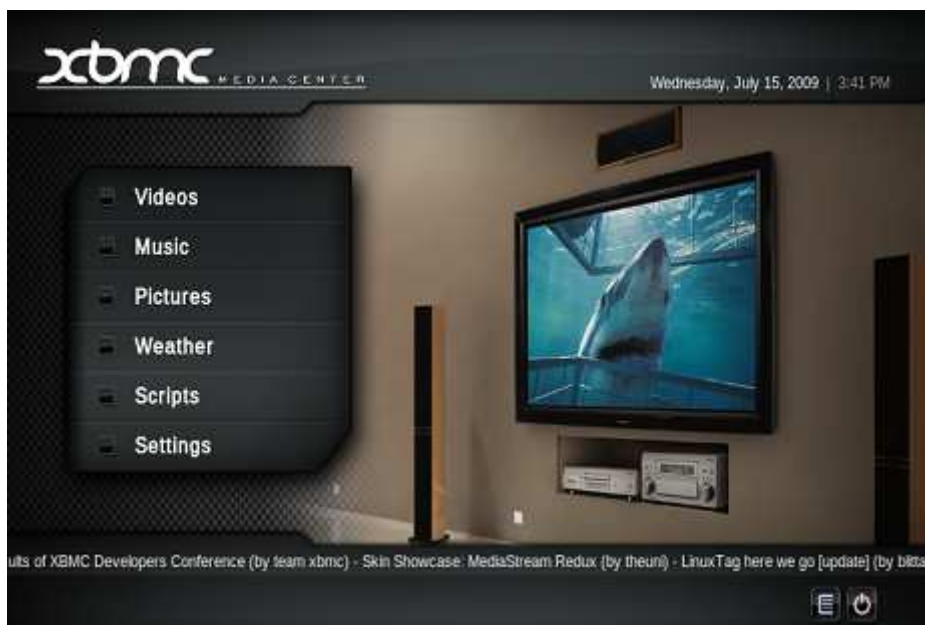 xbmc MEDIA CENTER
Wednesday, July 15, 2009 | 3:41 PM
Videos
Music
Pictures
Weather
Scripts
Settings
ults of XBMC Developers Conference (by team xbmc) - Skin Showcase: MediaStream Redux (by theuni) - LinuxTag here we go [update] (by blitta